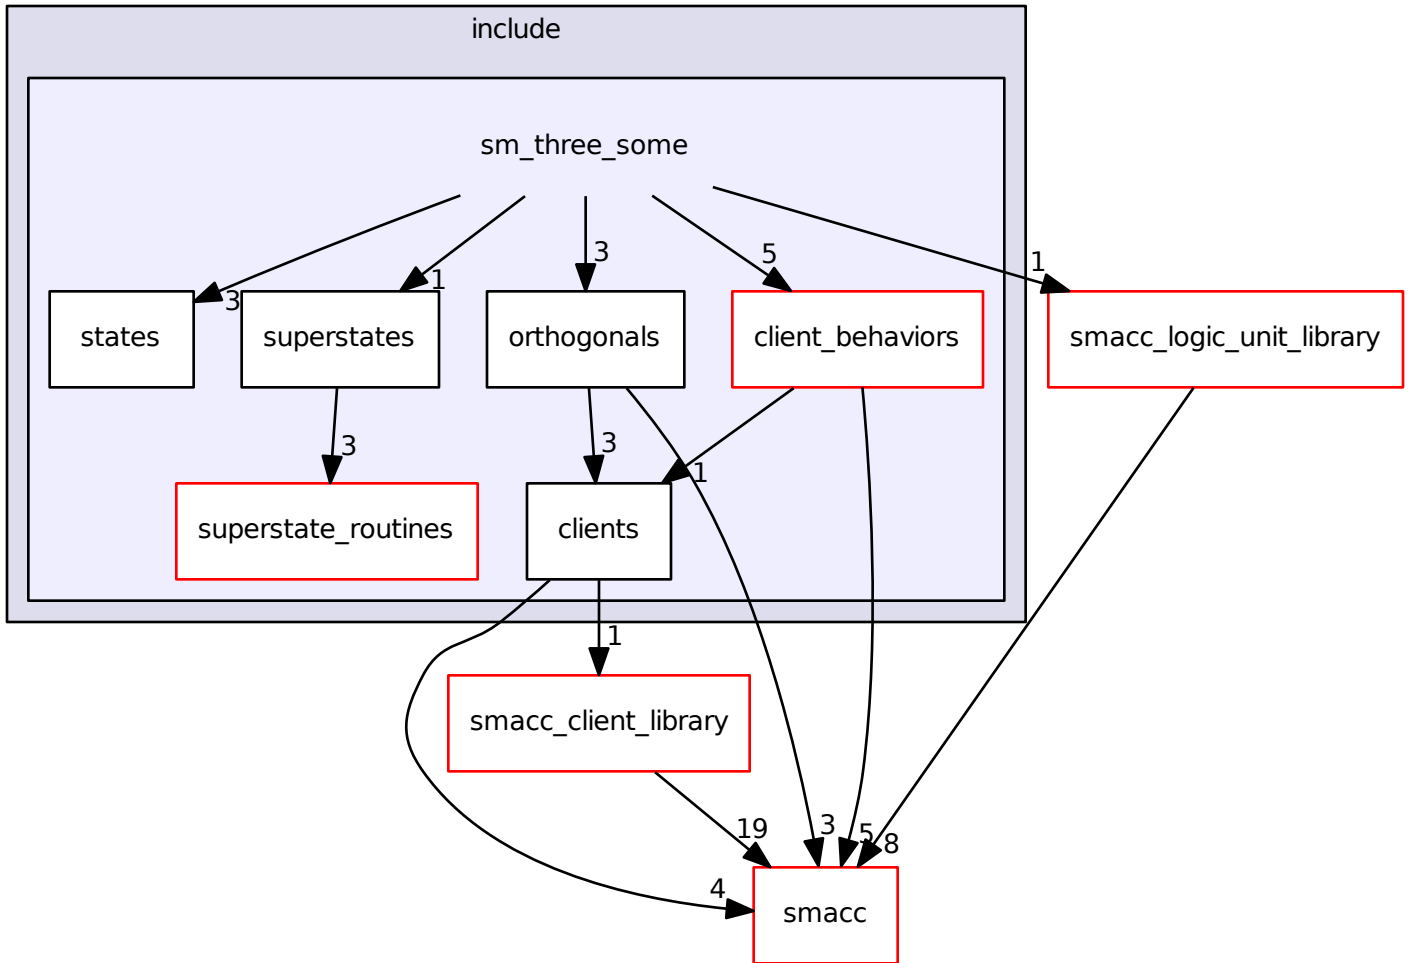 include
sm_three_some
3
5
1
1
3
states
superstates
orthogonals
client_behaviors
smacc_logic_unit_library
3
3
1
superstate_routines
clients
1
smacc_client_library
19
3
5
8
4
smacc